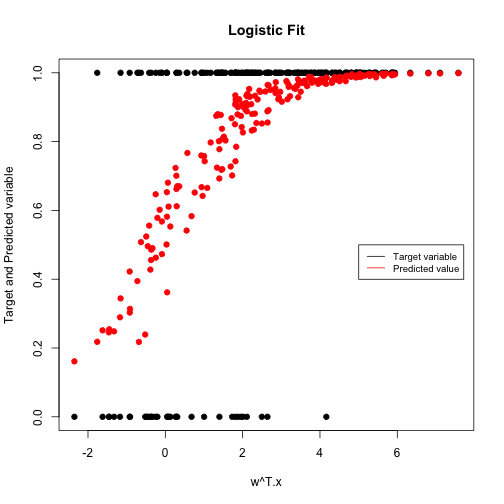 Logistic Fit
Target and Predicted variable
1.0
0.8
0.6
0.4
0.2
0.0
Target variable
Predicted value
-2 0 2 4 6
w^T.x